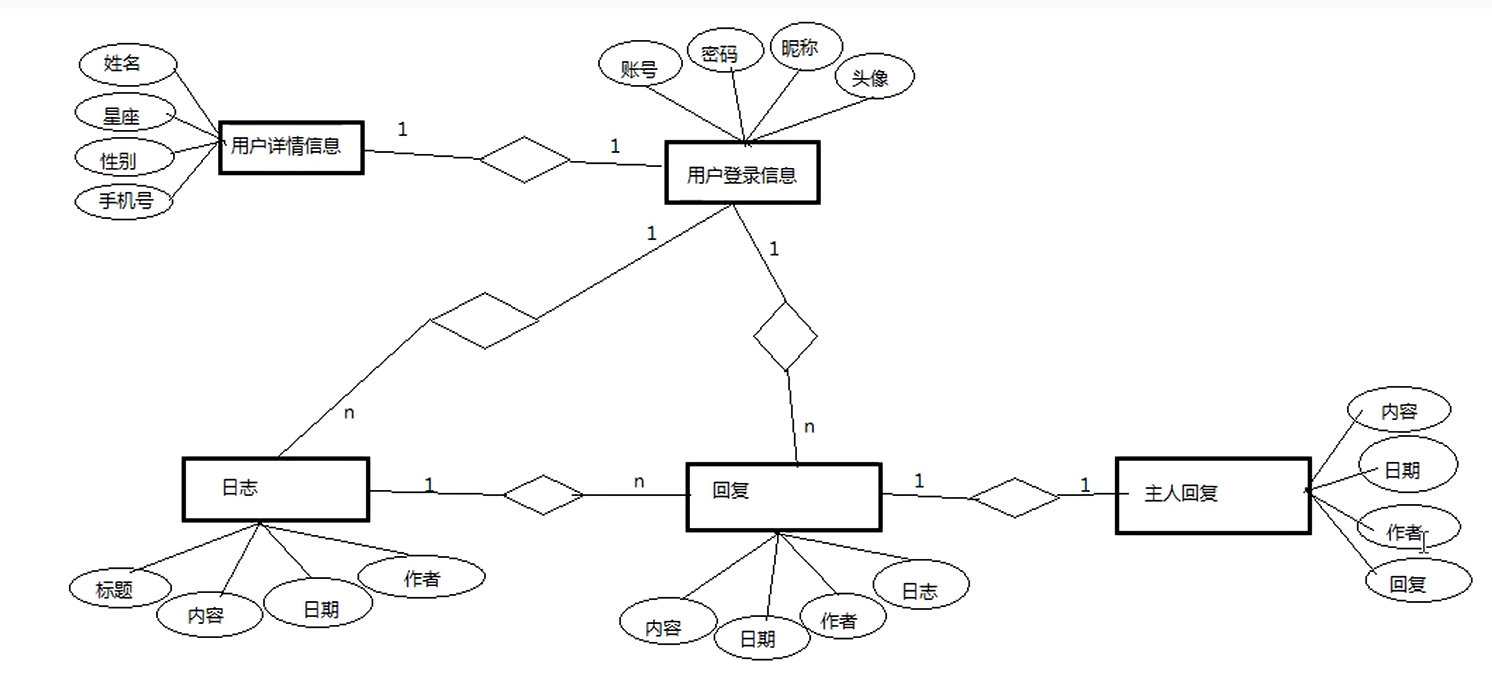 姓名
星座
性别
手机号
用户详情信息
1
1
账号
密码
昵称
头像
用户登录信息
1
1
n
n
日志
1
n
回复
1
1
主人回复
标题
内容
日期
作者
内容
日期
作者
日志
内容
日期
作者
回复